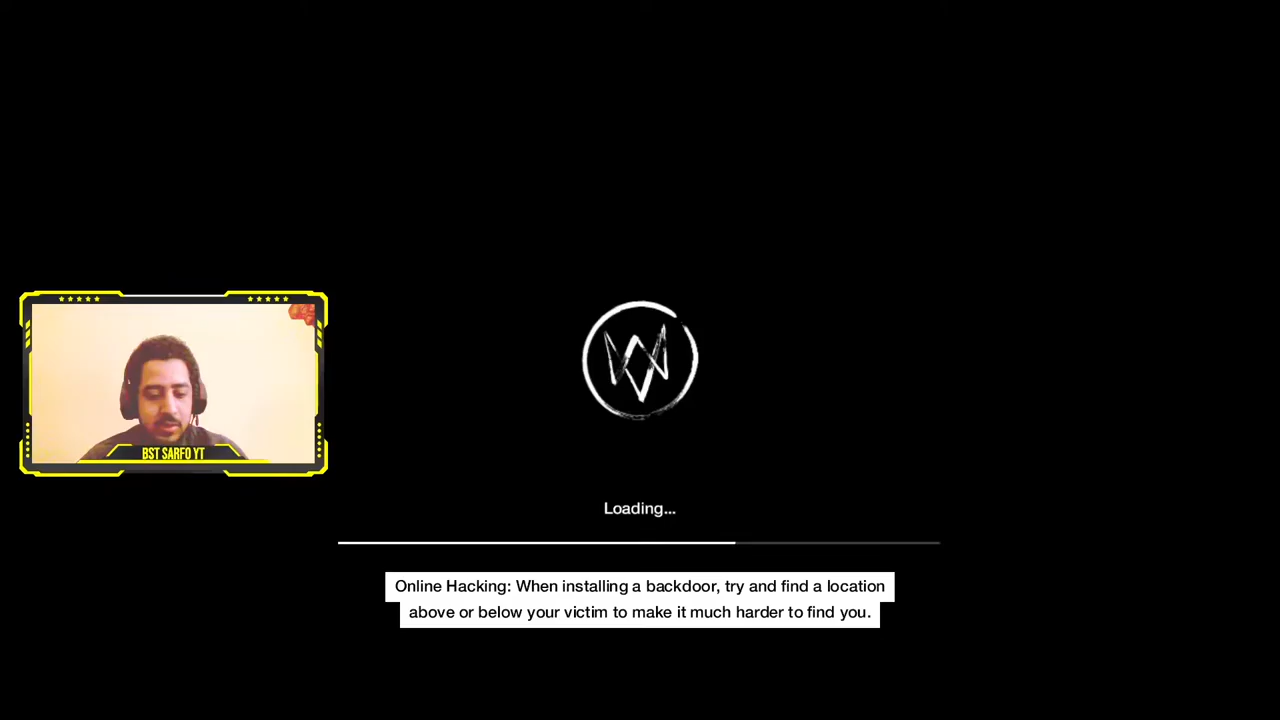 BST SARFO YT
Loading...
Online Hacking: When installing a backdoor, try and find a location
above or below your victim to make it much harder to find you.